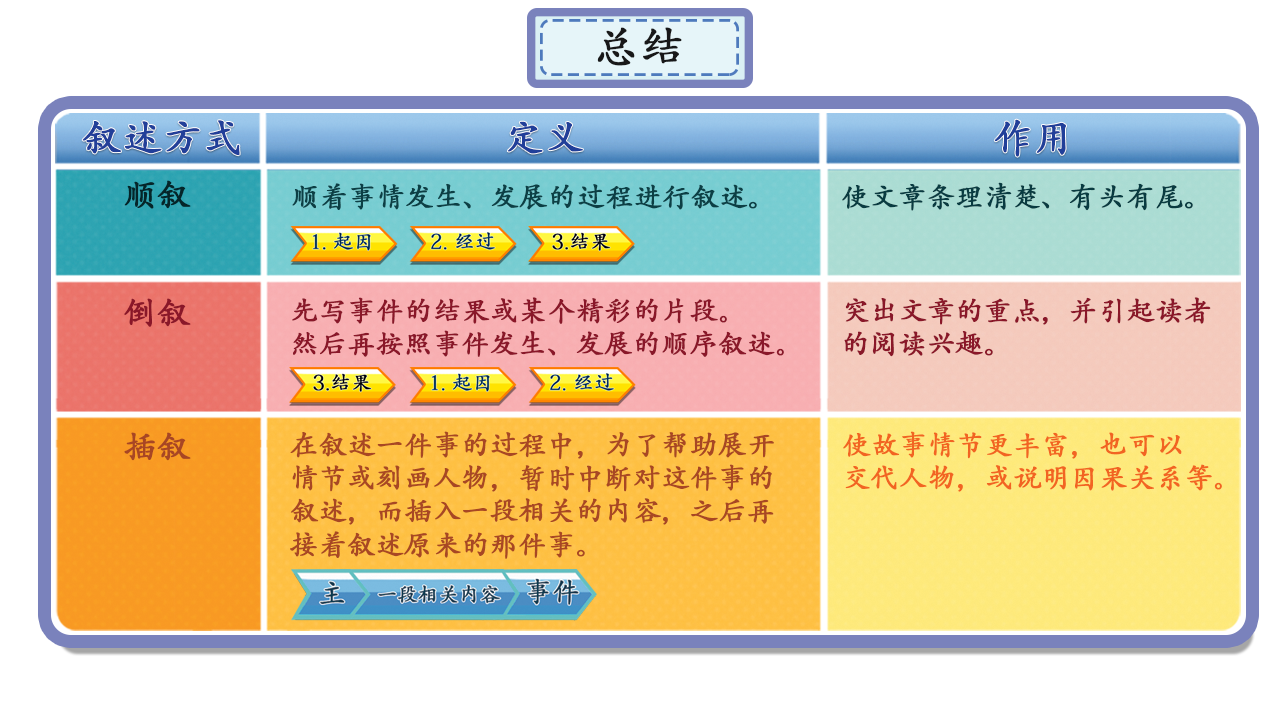 总结
叙述方式 定义 作用
顺叙
顺着事情发生、发展的过程进行叙述。
1. 起因 2. 经过 3.结果
使文章条理清楚、有头有尾。
倒叙
先写事件的结果或某个精彩的片段。
然后再按照事件发生、发展的顺序叙述。
3.结果 1. 起因 2. 经过
突出文章的重点，并引起读者
的阅读兴趣。
插叙
在叙述一件事的过程中，为了帮助展开
情节或刻画人物，暂时中断对这件事的
叙述，而插入一段相关的内容，之后再
接着叙述原来的那件事。
主 一段相关内容 事件
使故事情节更丰富，也可以
交代人物，或说明因果关系等。